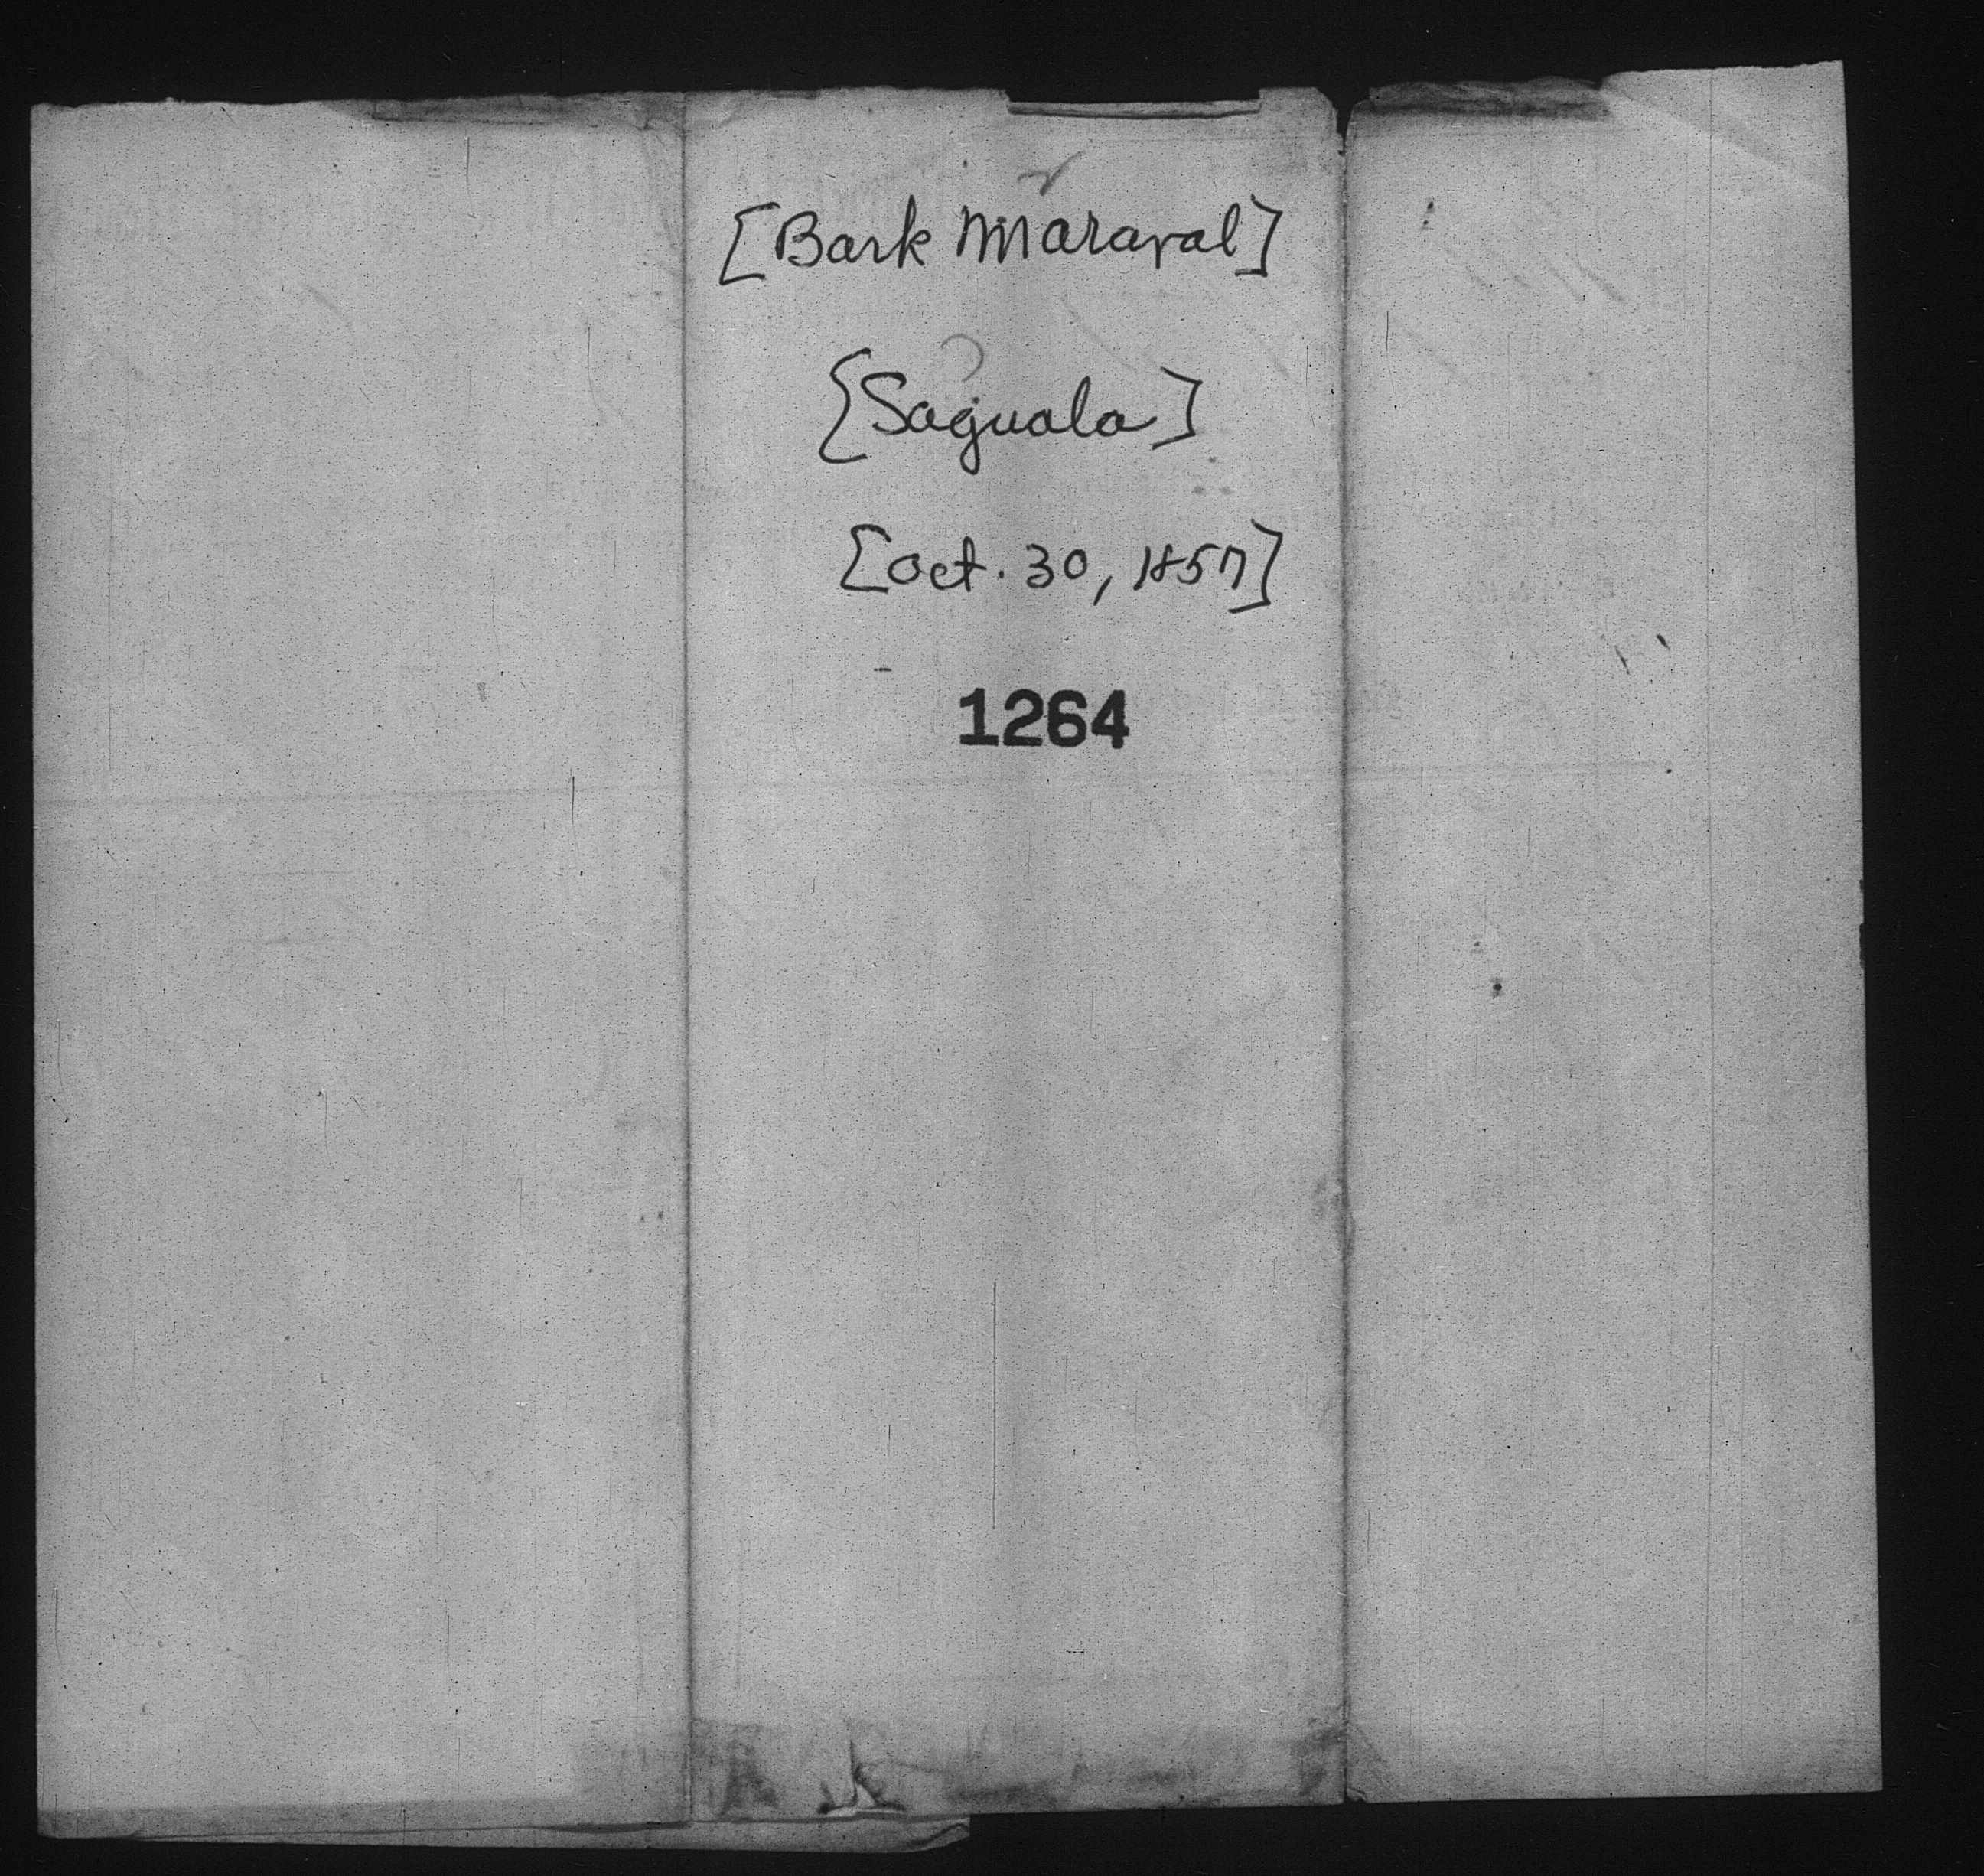 [Bark Maraval]
[Saguala]
[Oct. 30, 1857]
1264